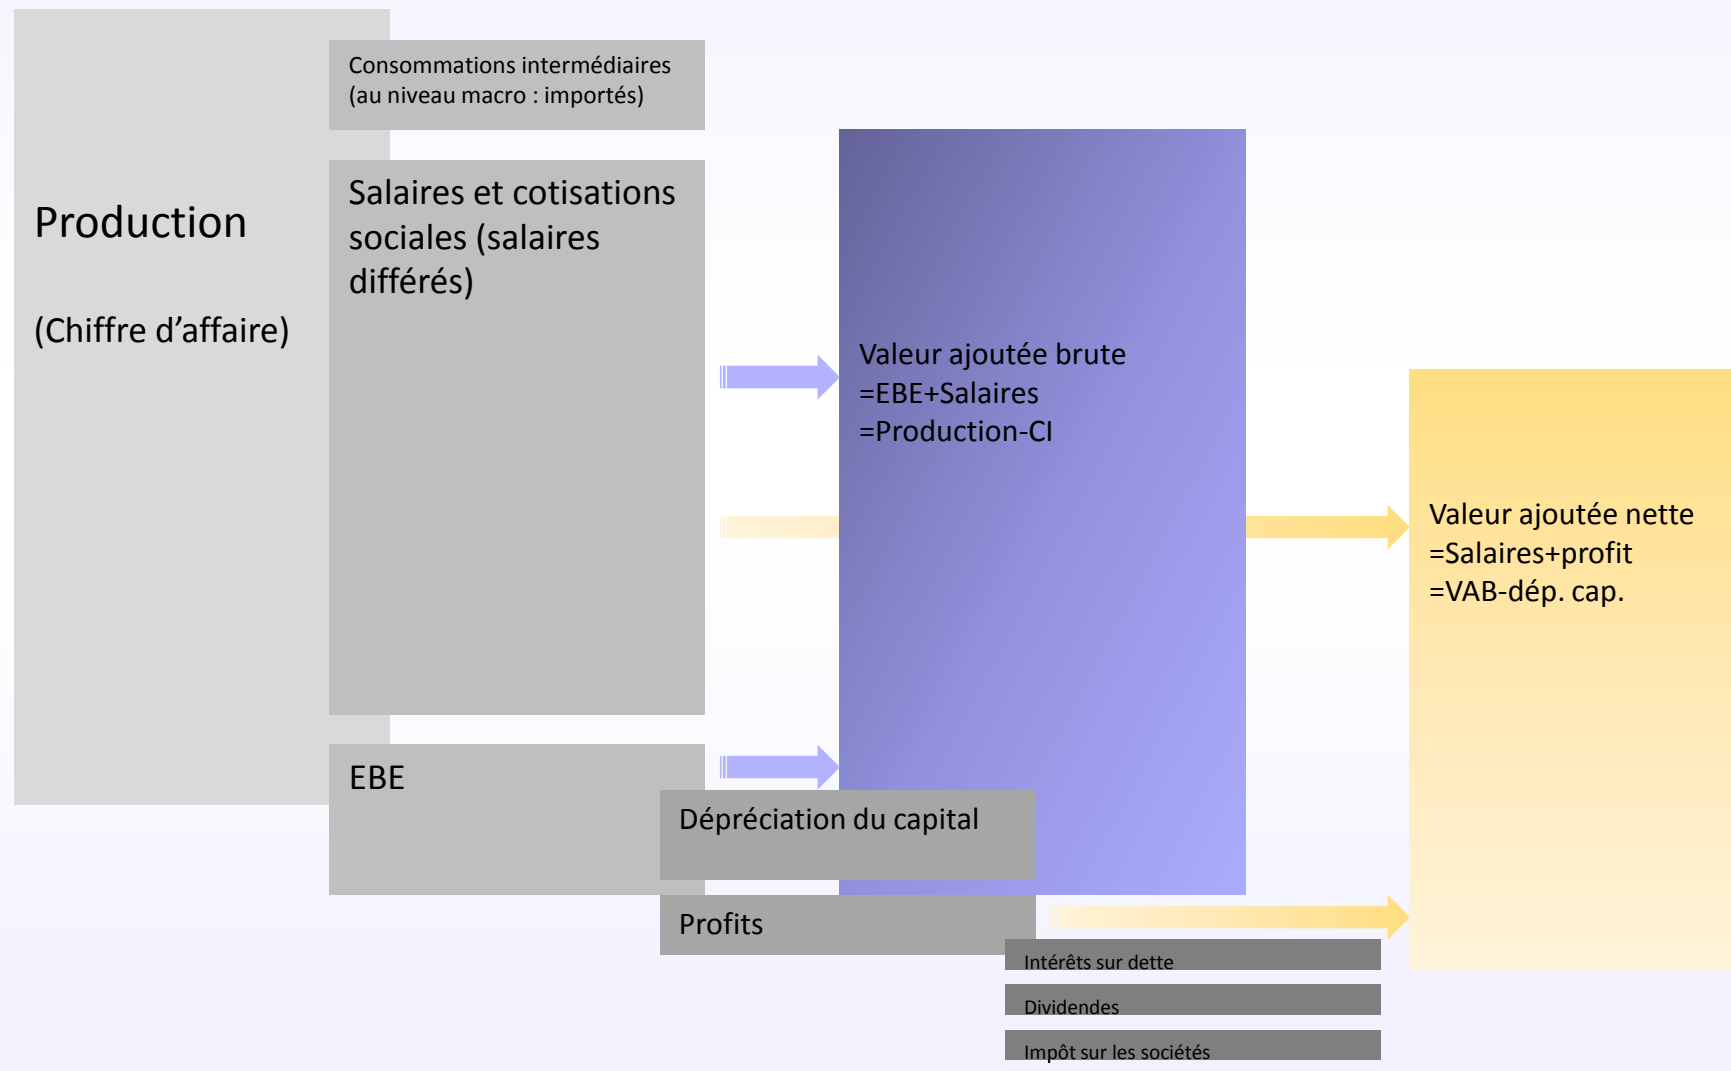 Production
(Chiffre d’affaire)
Consommations intermédiaires
(au niveau macro : importés)
Salaires et cotisations
sociales (salaires
différés)
EBE
Dépréciation du capital
Profits
Intérêts sur dette
Dividendes
Impôt sur les sociétés
Valeur ajoutée brute
=EBE+Salaires
=Production-CI
Valeur ajoutée nette
=Salaires+profit
=VAB-dép. cap.